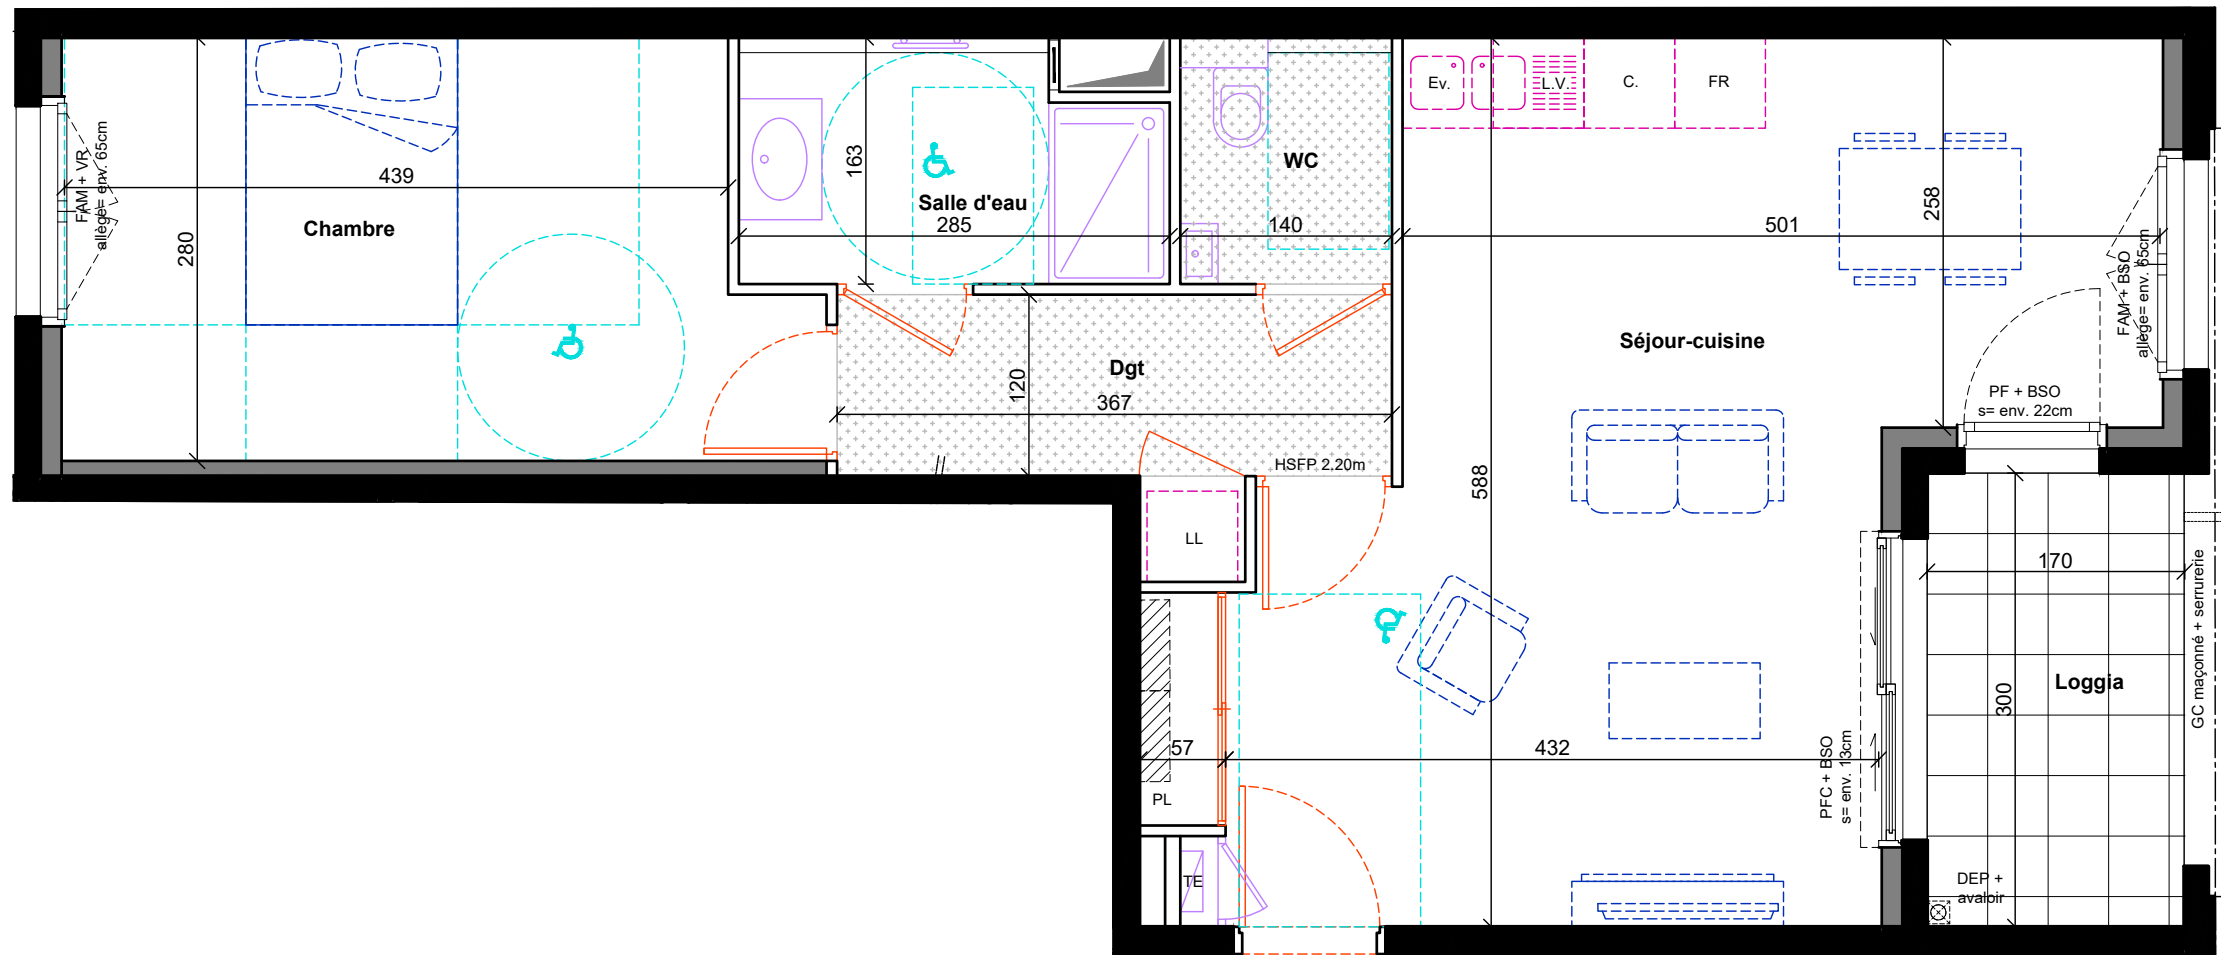 FAM + VR
allège= env. 65cm
439
280
Chambre
163
Salle d'eau
285
WC
140
Ev.
L.V.
C.
FR
501
258
FAM + BSO
allège= env. 65cm
Séjour-cuisine
PF + BSO
s= env. 22cm
Dgt
120
367
HSFP 2.20m
588
LL
170
GC maçonné + serrurerie
Loggia
300
57
432
PFC + BSO
s= env. 13cm
PL
TE
DEP +
avaloir